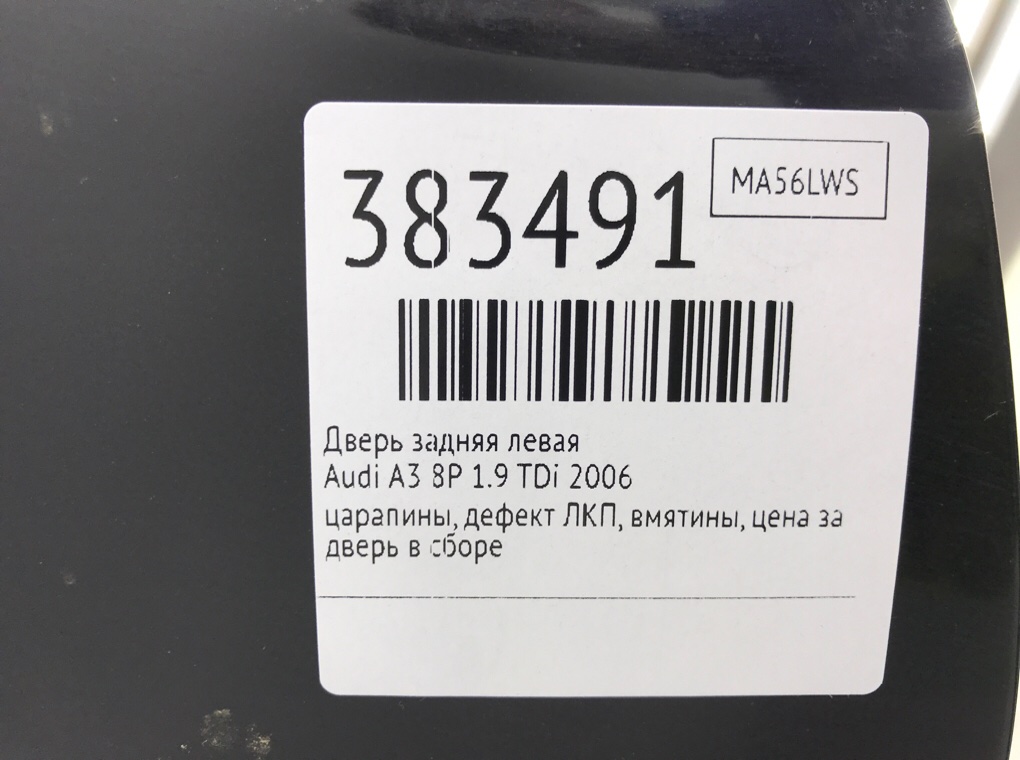 383491
MA56LWS
Дверь задняя левая
Audi A3 8P 1.9 TDi 2006
царапины, дефект ЛКП, вмятины, цена за
дверь в сборе